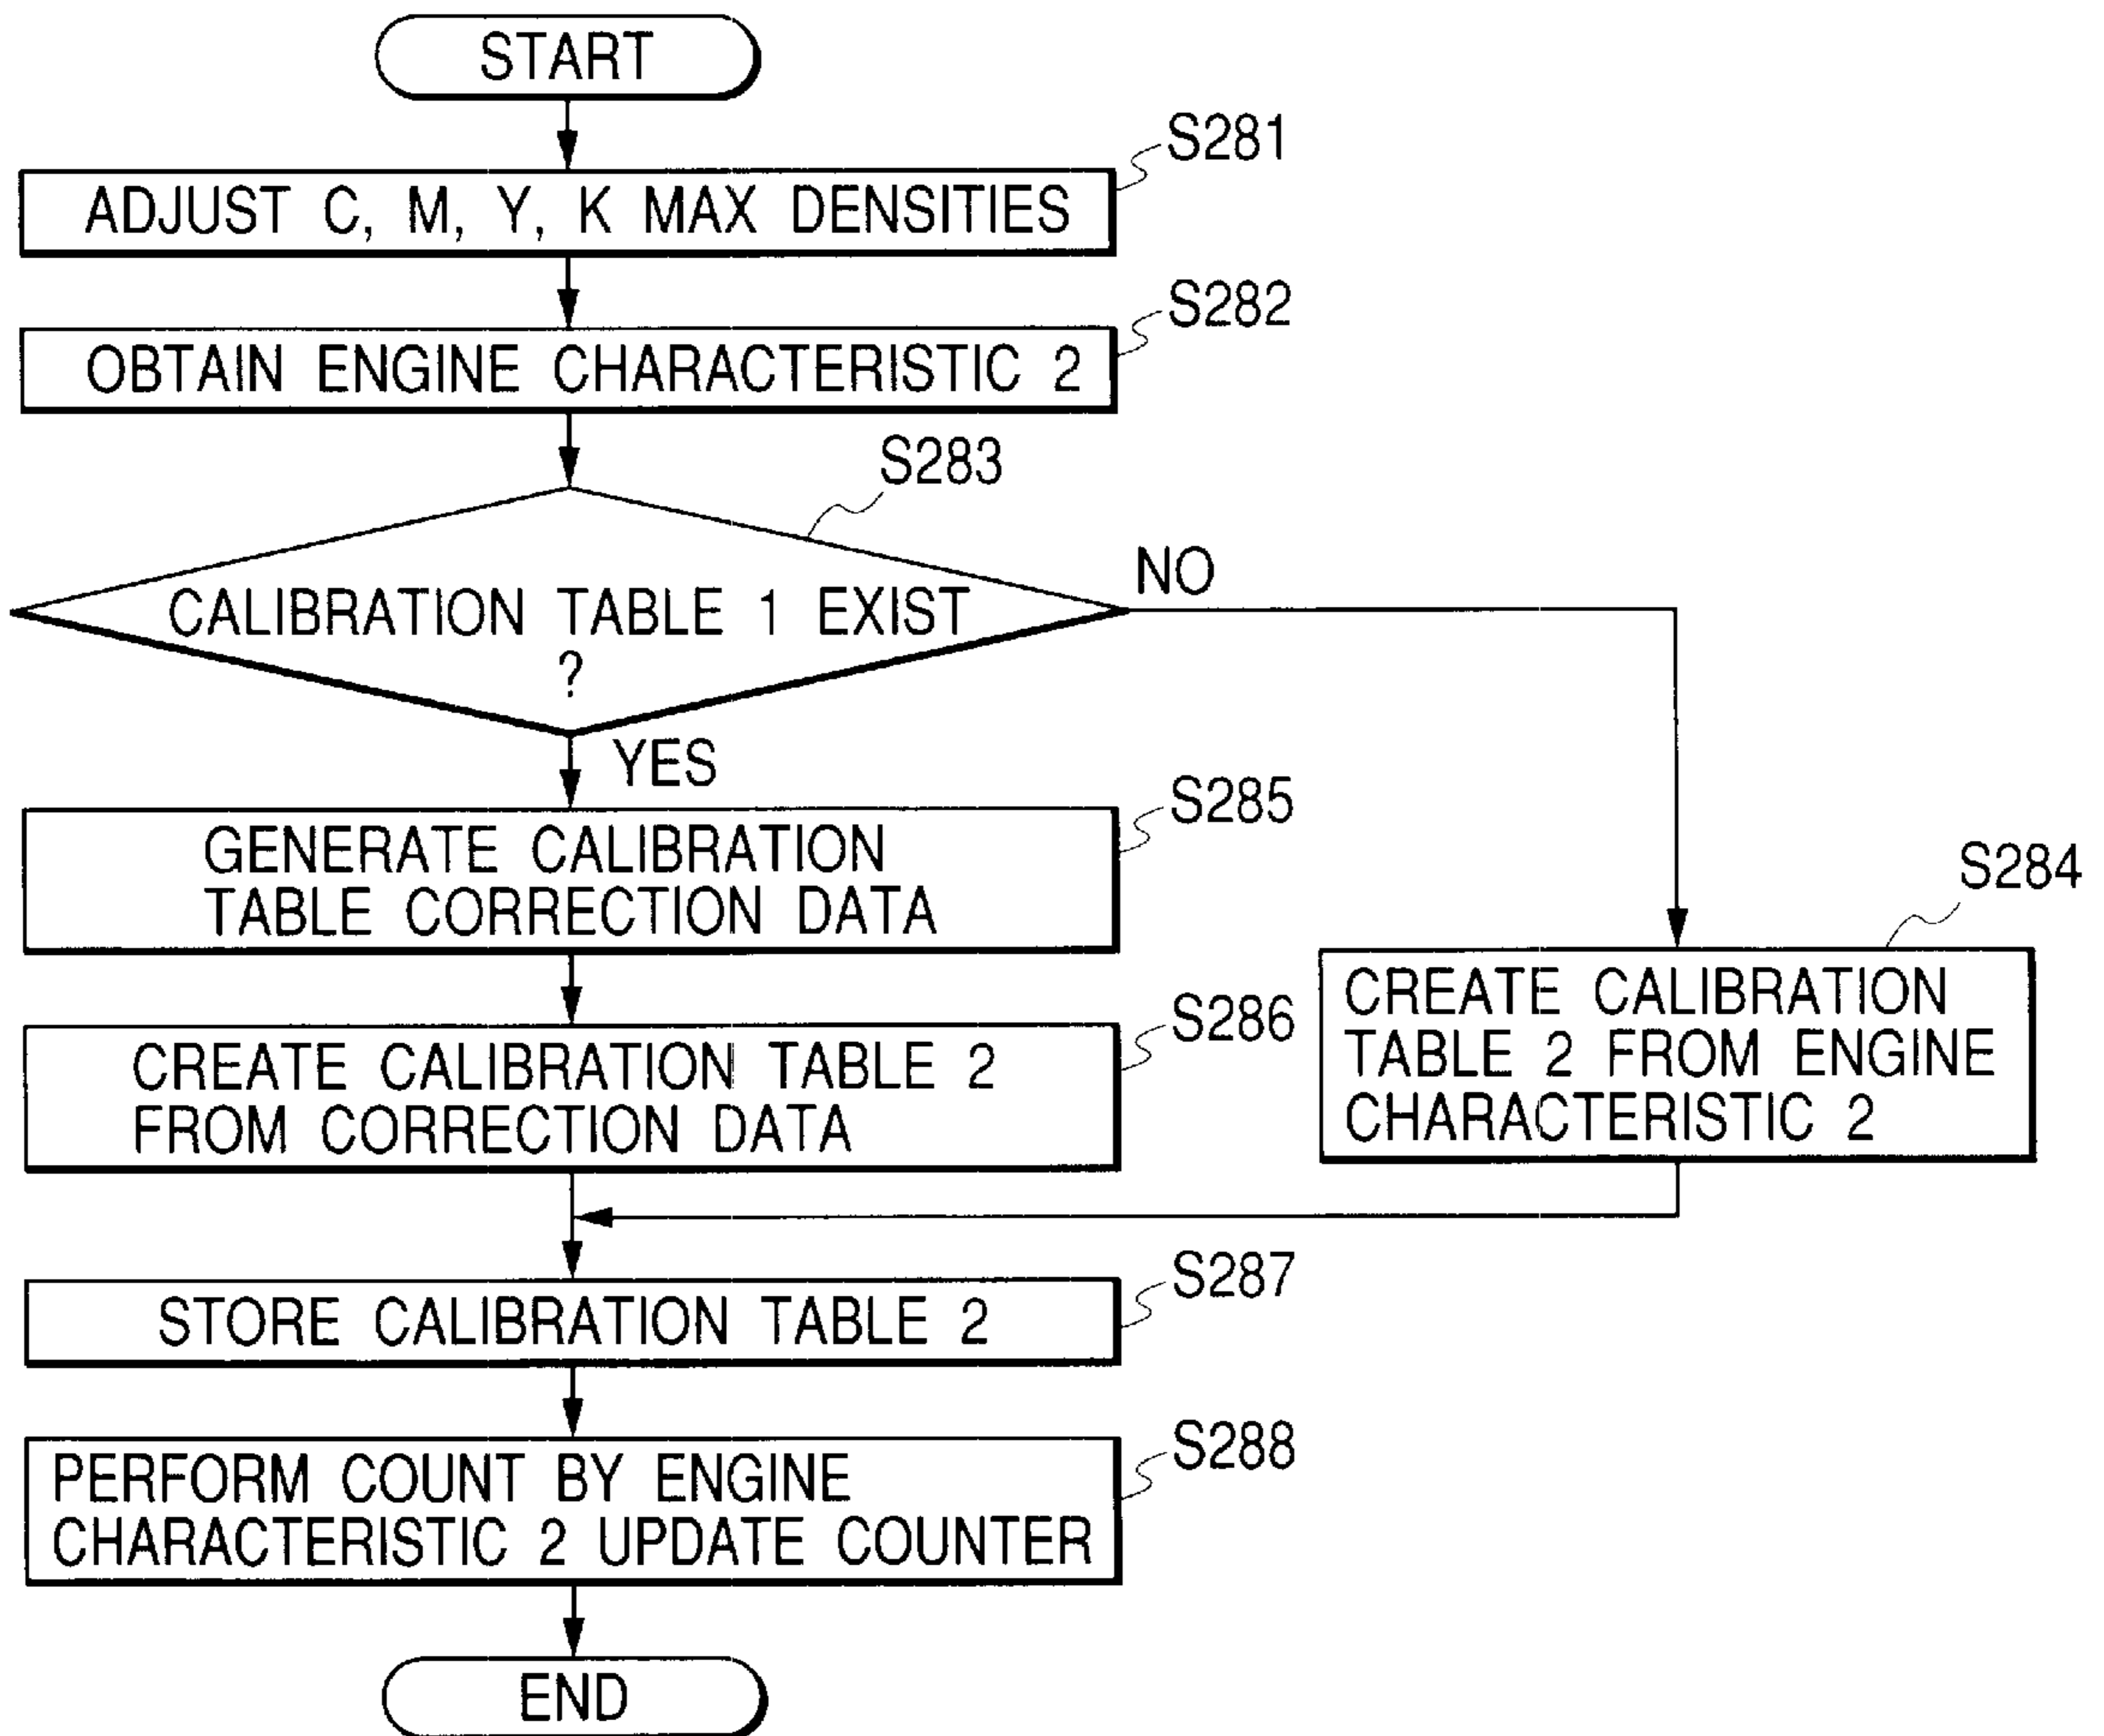 START
S281
ADJUST C, M, Y, K MAX DENSITIES
S282
OBTAIN ENGINE CHARACTERISTIC 2
S283
CALIBRATION TABLE 1 EXIST
?
NO
YES
S285
GENERATE CALIBRATION
TABLE CORRECTION DATA
S284
CREATE CALIBRATION
TABLE 2 FROM ENGINE
CHARACTERISTIC 2
S286
CREATE CALIBRATION TABLE 2
FROM CORRECTION DATA
S287
STORE CALIBRATION TABLE 2
S288
PERFORM COUNT BY ENGINE
CHARACTERISTIC 2 UPDATE COUNTER
END